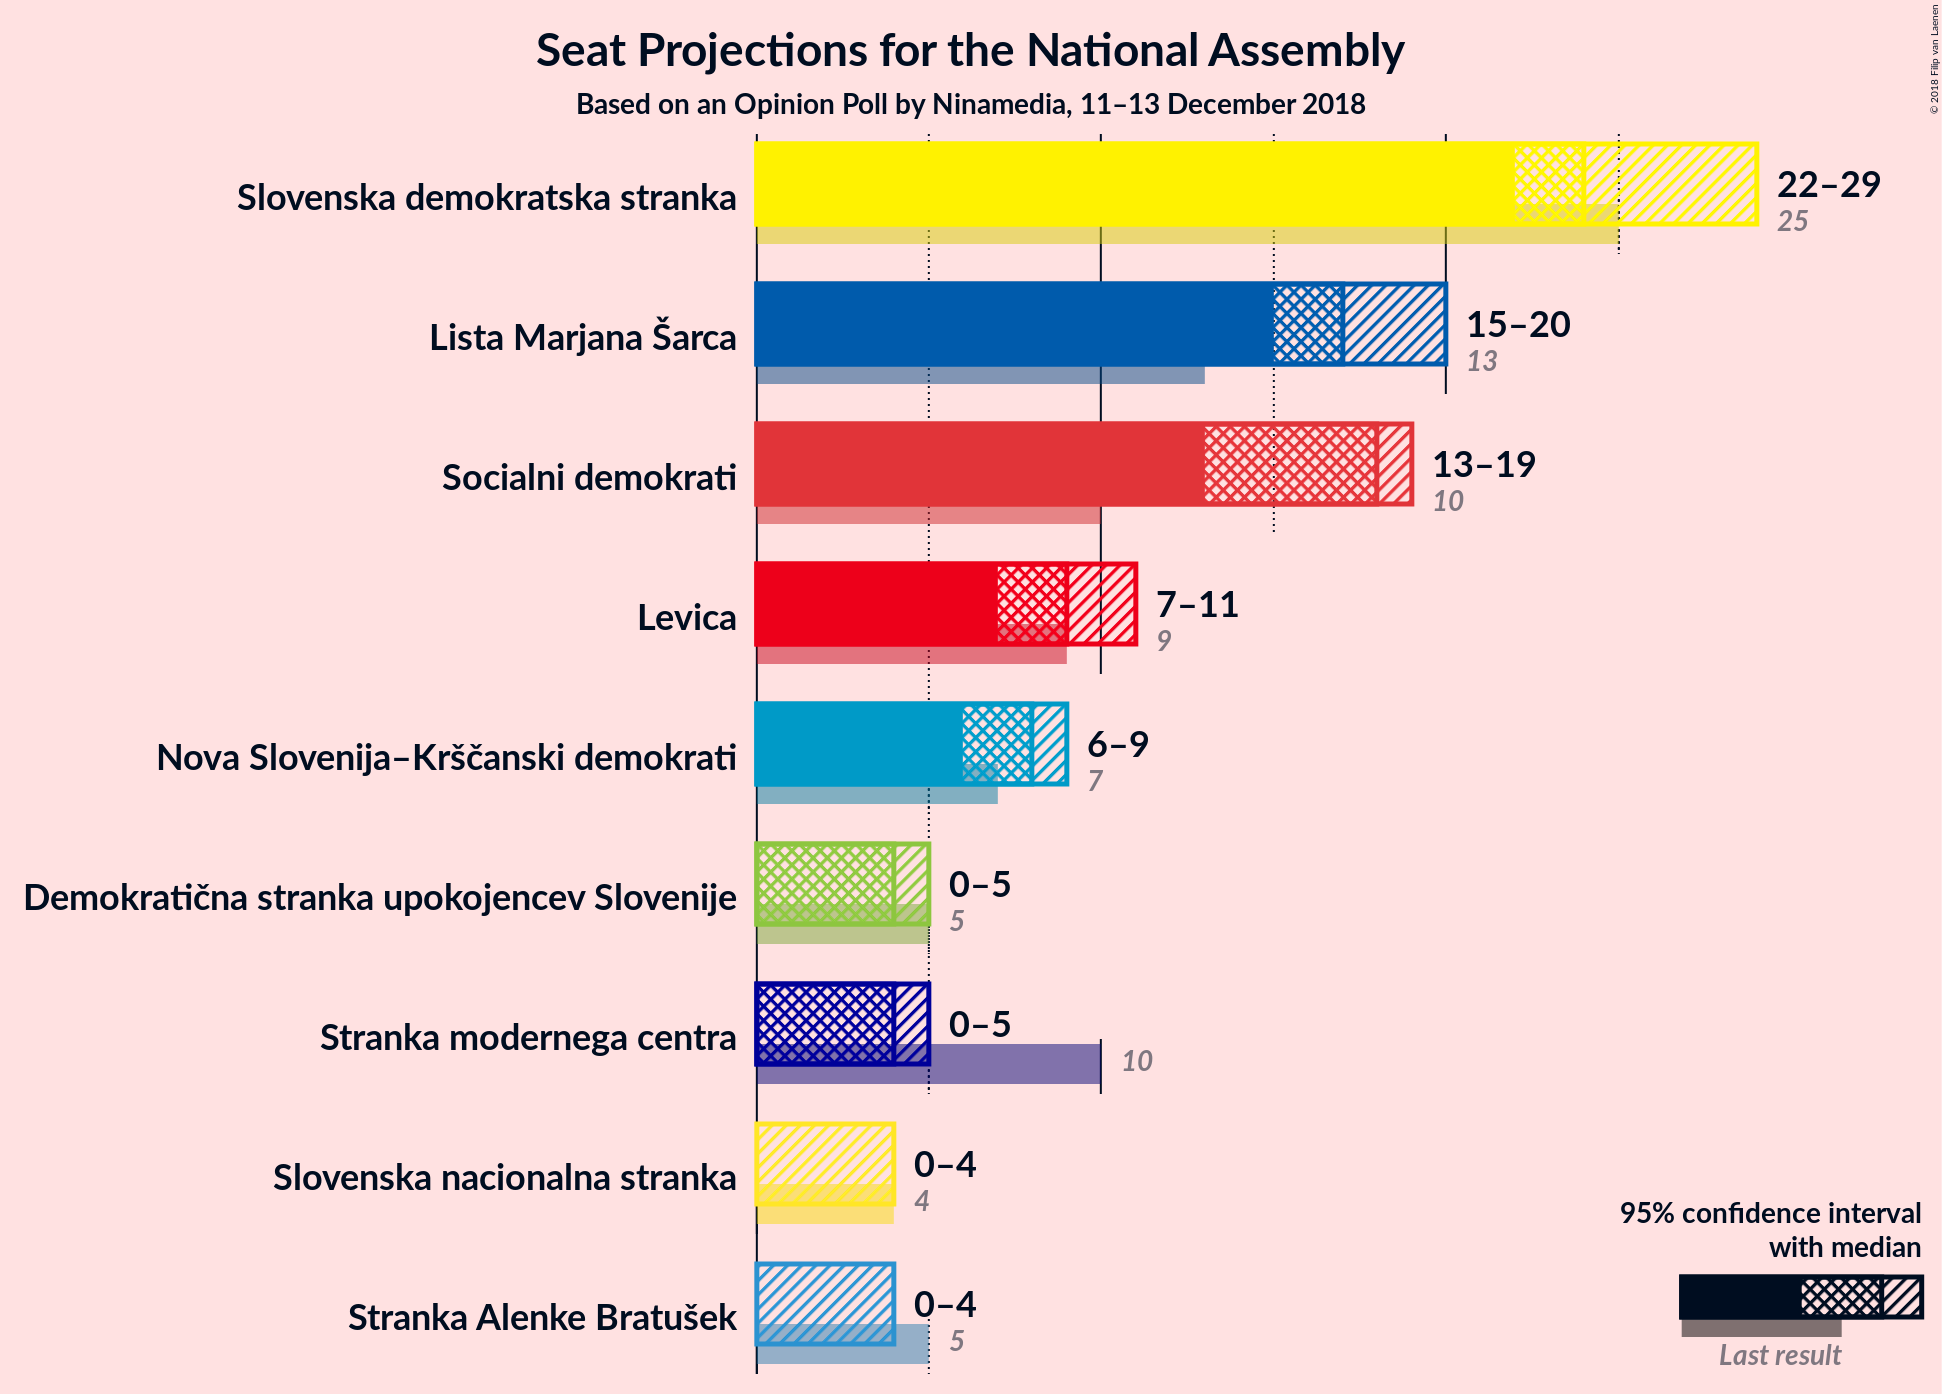 Seat Projections for the National Assembly
Based on an Opinion Poll by Ninamedia, 11–13 December 2018
© 2018 Filip van Laenen
Slovenska demokratska stranka
22–29
25
Lista Marjana Šarca
15–20
13
Socialni demokrati
13–19
10
Levica
7–11
9
Nova Slovenija–Krščanski demokrati
6–9
7
Demokratična stranka upokojencev Slovenije
0–5
5
Stranka modernega centra
0–5
10
Slovenska nacionalna stranka
0–4
4
Stranka Alenke Bratušek
0–4
5
95% confidence interval
with median
Last result